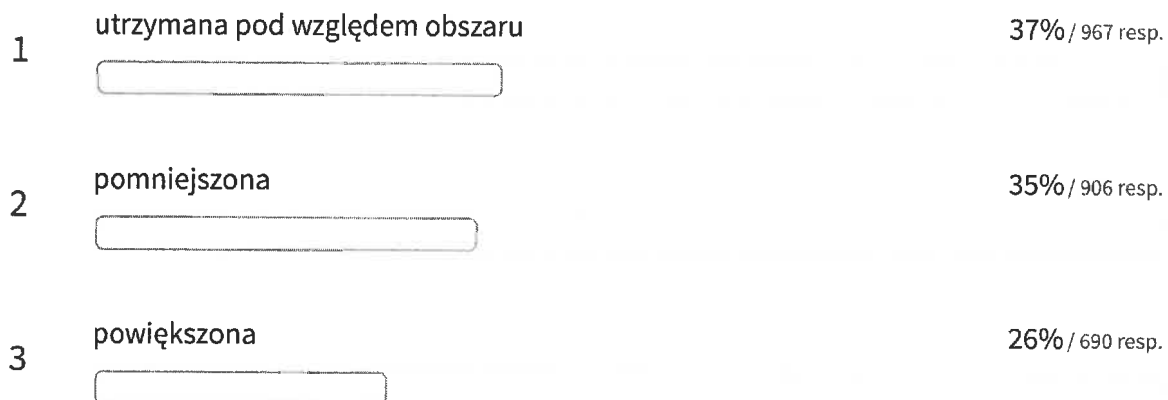 1 utrzymana pod względem obszaru 37% / 967 resp.
2 pomniejszona 35% / 906 resp.
3 powiększona 26% / 690 resp.